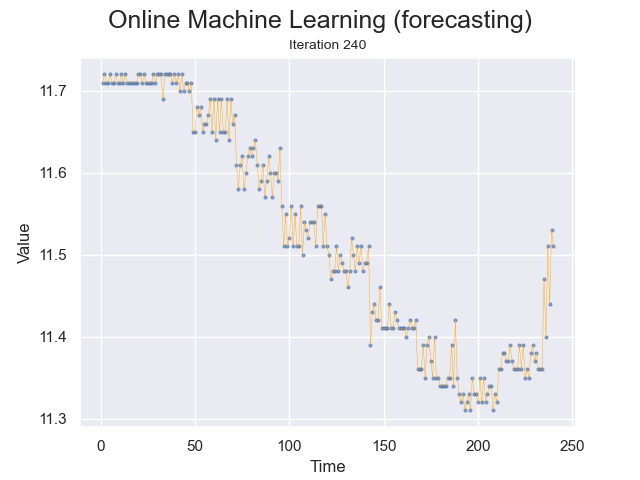 Online Machine Learning (forecasting)
Iteration 240
11.7
11.6
11.5
11.4
11.3
Value
0 50 100 150 200 250
Time